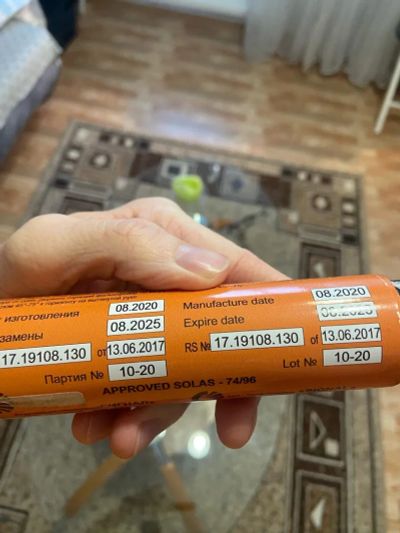 изготовления 08.2020 Manufacture date 08.2020
замены 08.2025 Expire date 08.2025
17.19108.130 от 13.06.2017 RS № 17.19108.130 of 13.06.2017
Партия № 10-20 Lot № 10-20
APPROVED SOLAS - 74/96